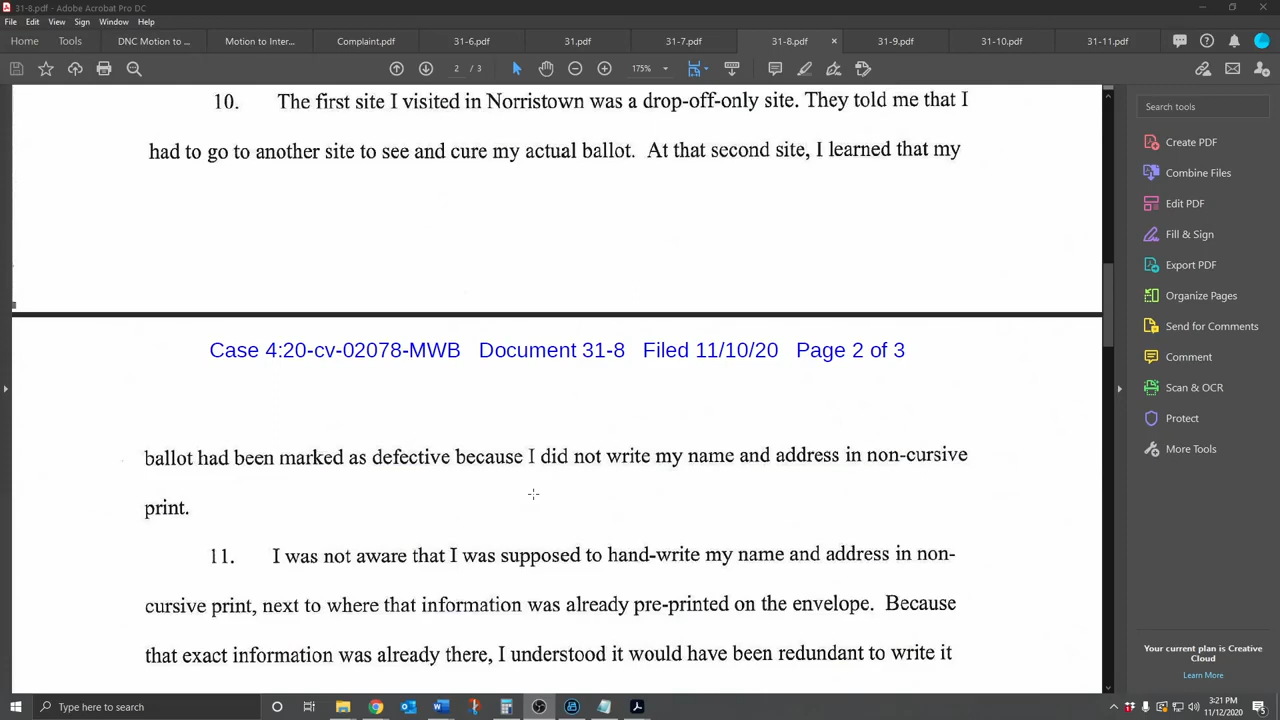 31-8.pdf - Adobe Acrobat Pro DC
File Edit View Sign Window Help
Home Tools DNC Motion to ... Motion to Inter... Complaint.pdf 31-6.pdf 31.pdf 31-7.pdf 31-8.pdf × 31-9.pdf 31-10.pdf 31-11.pdf
2 / 3 175%
10. The first site I visited in Norristown was a drop-off-only site. They told me that I
had to go to another site to see and cure my actual ballot. At that second site, I learned that my
Case 4:20-cv-02078-MWB Document 31-8 Filed 11/10/20 Page 2 of 3
ballot had been marked as defective because I did not write my name and address in non-cursive
print.
11. I was not aware that I was supposed to hand-write my name and address in non-
cursive print, next to where that information was already pre-printed on the envelope. Because
that exact information was already there, I understood it would have been redundant to write it
Search tools
Create PDF
Combine Files
Edit PDF
Fill & Sign
Export PDF
Organize Pages
Send for Comments
Comment
Scan & OCR
Protect
More Tools
Your current plan is Creative
Cloud
Learn More
Type here to search
3:21 PM
11/12/2020
5